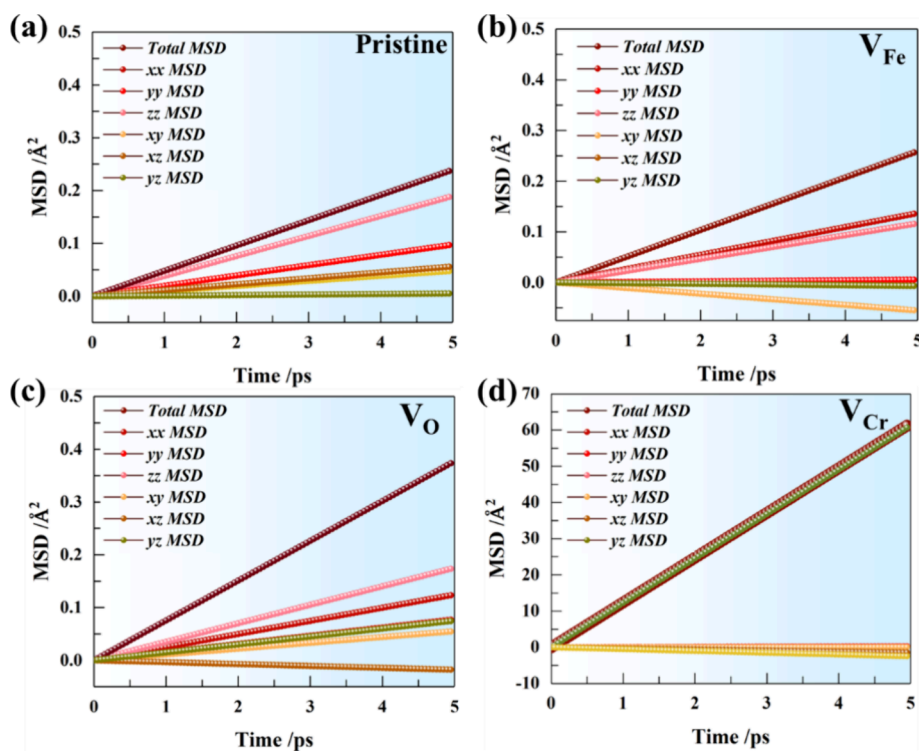 (a)
Pristine
0.5
0.4
0.3
0.2
0.1
0.0
MSD /Å²
Total MSD
xx MSD
yy MSD
zz MSD
xy MSD
xz MSD
yz MSD
0 1 2 3 4 5
Time /ps
(b)
V_Fe
0.5
0.4
0.3
0.2
0.1
0.0
MSD /Å²
Total MSD
xx MSD
yy MSD
zz MSD
xy MSD
xz MSD
yz MSD
0 1 2 3 4 5
Time /ps
(c)
V_O
0.5
0.4
0.3
0.2
0.1
0.0
MSD /Å²
Total MSD
xx MSD
yy MSD
zz MSD
xy MSD
xz MSD
yz MSD
0 1 2 3 4 5
Time /ps
(d)
V_Cr
70
60
50
40
30
20
10
0
-10
MSD /Å²
Total MSD
xx MSD
yy MSD
zz MSD
xy MSD
xz MSD
yz MSD
0 1 2 3 4 5
Time /ps